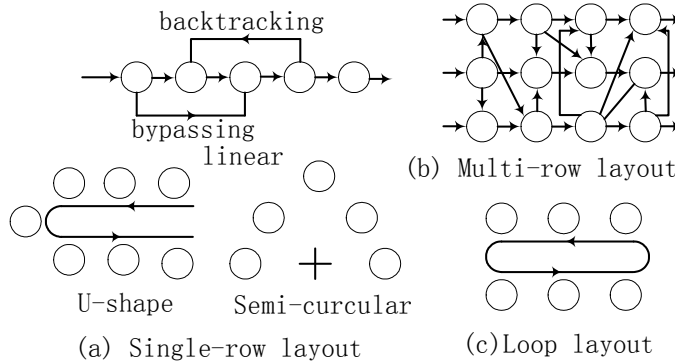 backtracking
bypassing
linear
(b) Multi-row layout
U-shape
Semi-curcular
(a) Single-row layout
(c)Loop layout